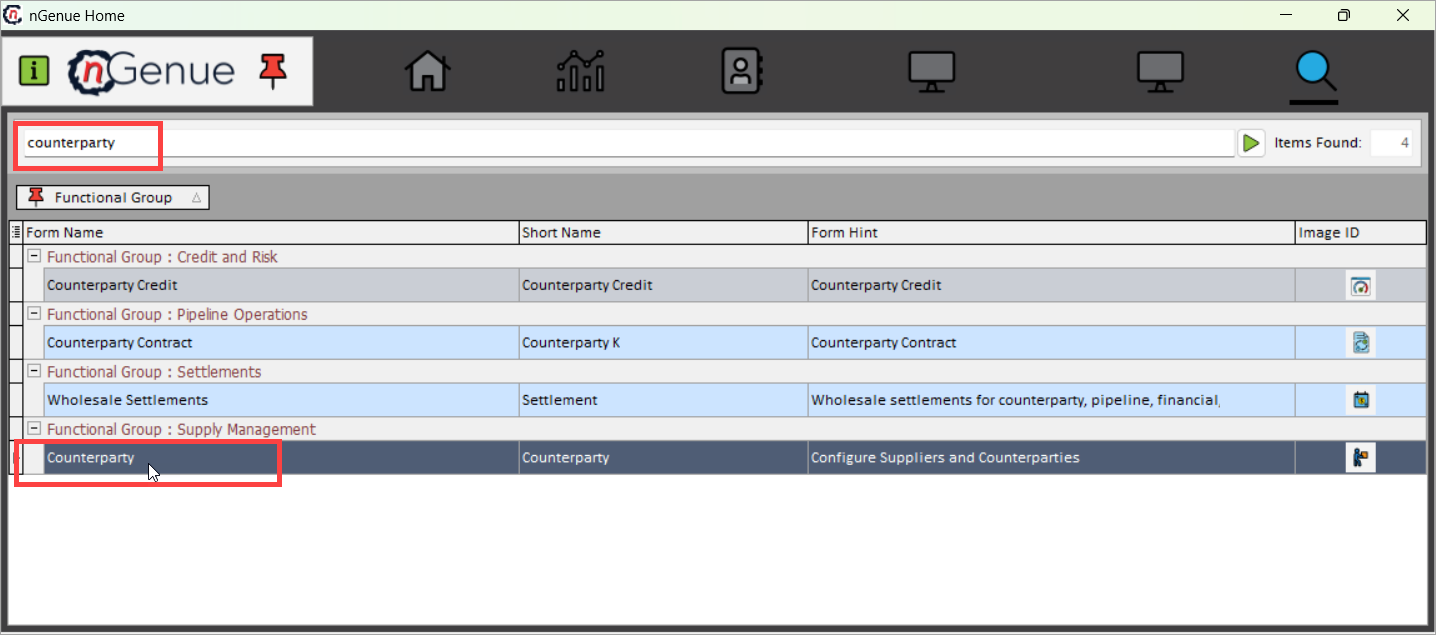 nGenue Home
i nGenue
counterparty Items Found: 4
Functional Group
Form Name Short Name Form Hint Image ID
Functional Group : Credit and Risk
Counterparty Credit Counterparty Credit Counterparty Credit
Functional Group : Pipeline Operations
Counterparty Contract Counterparty K Counterparty Contract
Functional Group : Settlements
Wholesale Settlements Settlement Wholesale settlements for counterparty, pipeline, financial,
Functional Group : Supply Management
Counterparty Counterparty Configure Suppliers and Counterparties